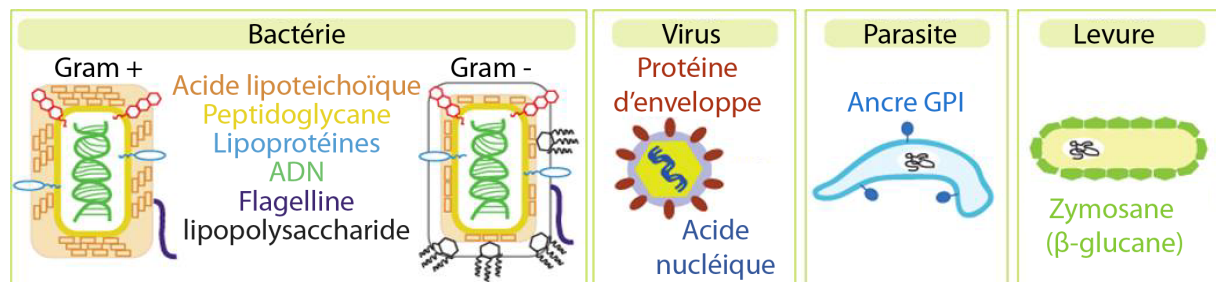 Bactérie
Gram +
Acide lipoteichoïque
Peptidoglycane
Lipoprotéines
ADN
Flagelline
lipopolysaccharide
Gram -
Virus
Protéine
d'enveloppe
Acide
nucléique
Parasite
Ancre GPI
Levure
Zymosane
(β-glucane)